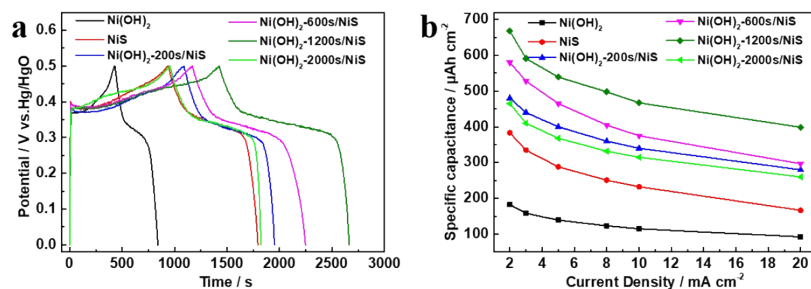 a
Ni(OH)₂
NiS
Ni(OH)₂-200s/NiS
Ni(OH)₂-600s/NiS
Ni(OH)₂-1200s/NiS
Ni(OH)₂-2000s/NiS
Potential / V vs.Hg/HgO
0.6
0.5
0.4
0.3
0.2
0.1
0.0
0 500 1000 1500 2000 2500 3000
Time / s
b
Ni(OH)₂
NiS
Ni(OH)₂-200s/NiS
Ni(OH)₂-600s/NiS
Ni(OH)₂-1200s/NiS
Ni(OH)₂-2000s/NiS
Specific capacitance / μAh cm⁻²
700
600
500
400
300
200
100
2 4 6 8 10 12 14 16 18 20
Current Density / mA cm⁻²